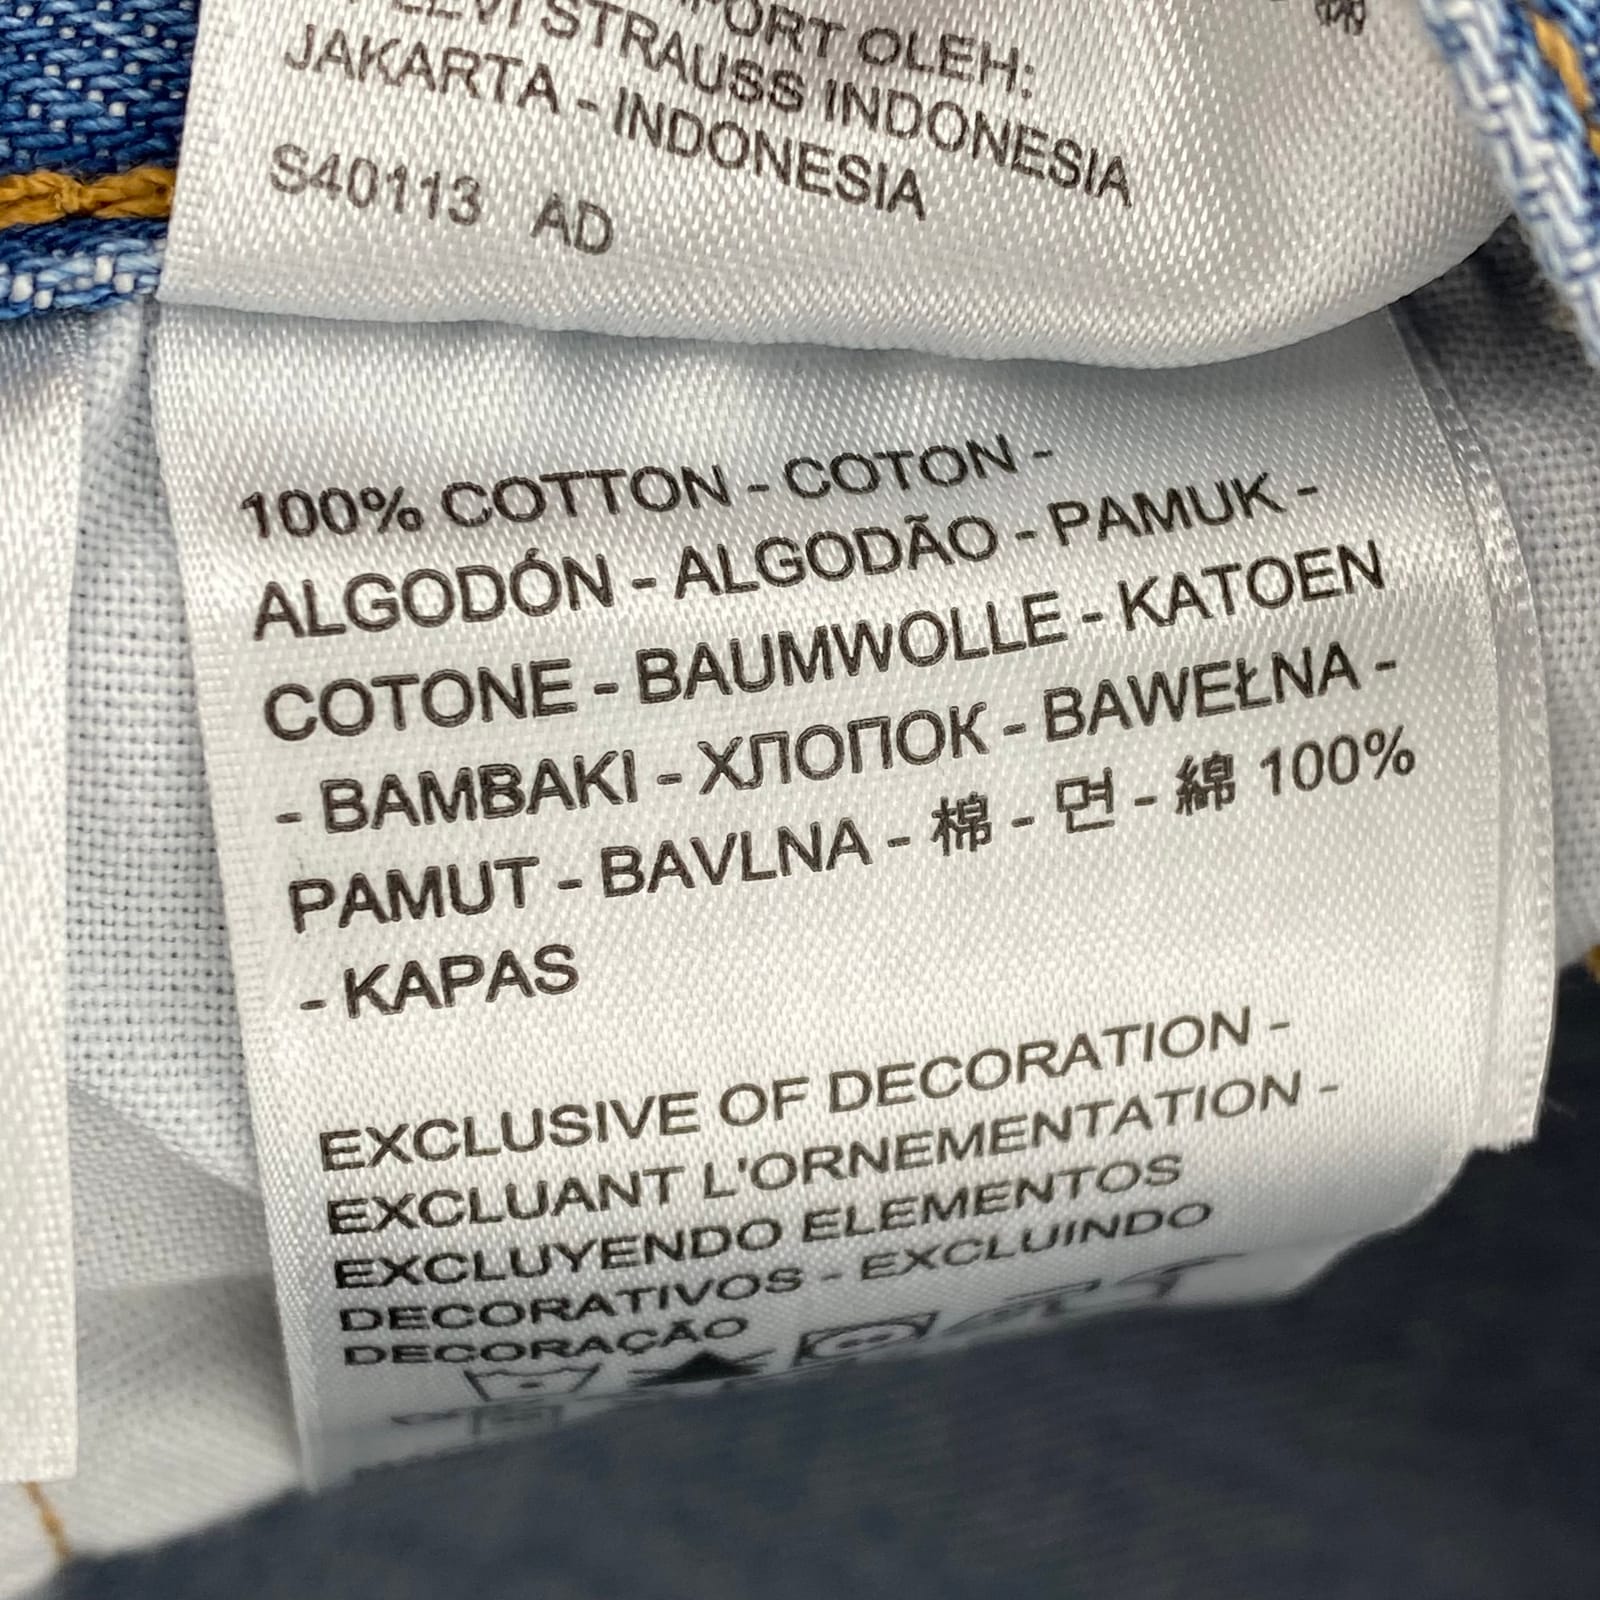 LEVI STRAUSS INDONESIA
OLEH:
JAKARTA - INDONESIA
S40113 AD
100% COTTON - COTON -
ALGODÓN - ALGODÃO - PAMUK -
COTONE - BAUMWOLLE - KATOEN
- BAMBAKI - ХЛОПОК - BAWEŁNA -
PAMUT - BAVLNA - 棉 - 면 - 綿 100%
- KAPAS
EXCLUSIVE OF DECORATION -
EXCLUANT L'ORNEMENTATION -
EXCLUYENDO ELEMENTOS
DECORATIVOS - EXCLUINDO
DECORAÇÃO